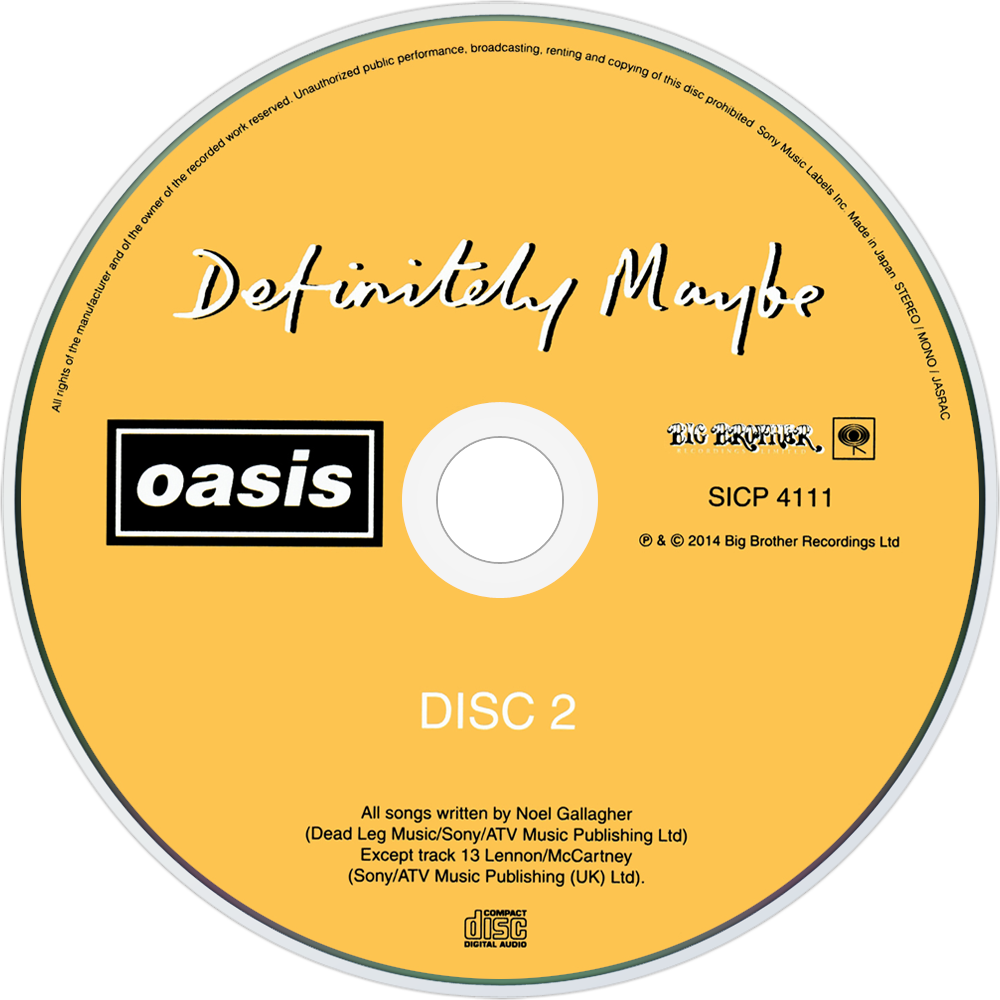 All rights of the manufacturer and of the owner of the recorded work reserved. Unauthorized public performance, broadcasting, renting and copying of this disc prohibited. Sony Music Labels Inc. Made in Japan. STEREO / MONO / JASRAC
Definitely Maybe
oasis
BIG BROTHER
RECORDINGS LIMITED
SICP 4111
℗ & © 2014 Big Brother Recordings Ltd
DISC 2
All songs written by Noel Gallagher
(Dead Leg Music/Sony/ATV Music Publishing Ltd)
Except track 13 Lennon/McCartney
(Sony/ATV Music Publishing (UK) Ltd).
COMPACT
disc
DIGITAL AUDIO